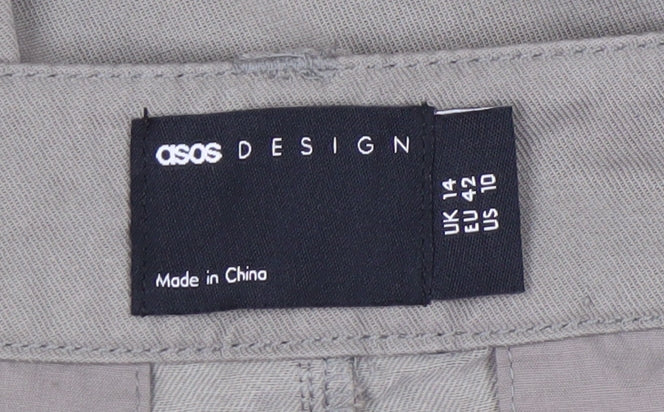 asos DESIGN
Made in China
UK 14
EU 42
US 10